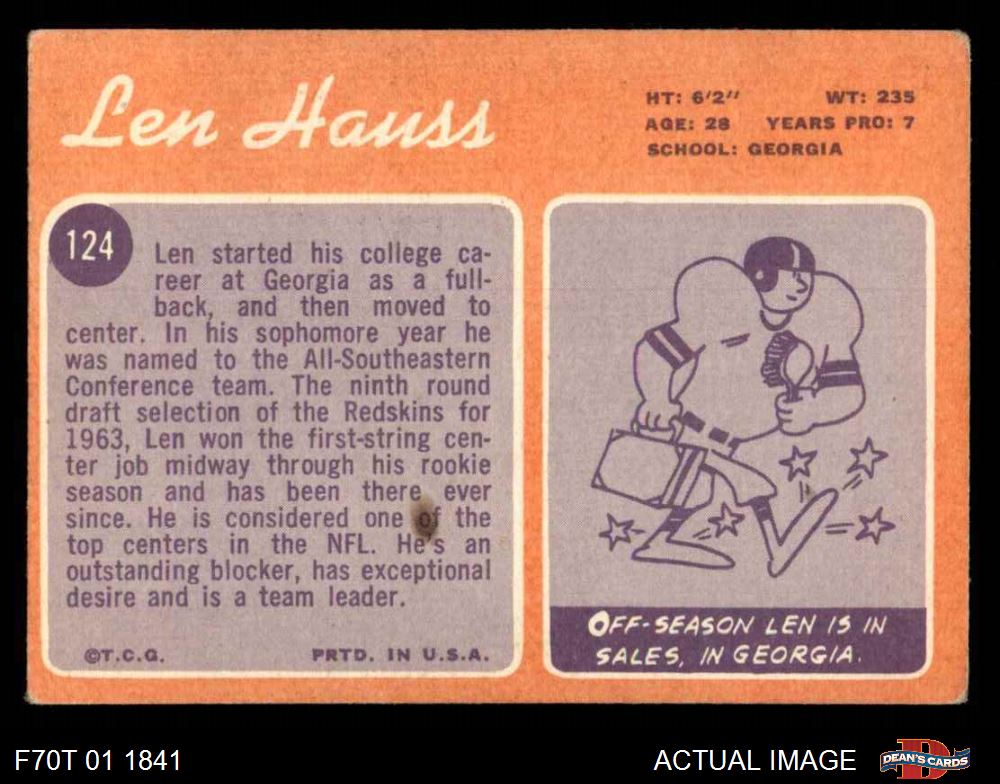 Len Hauss
HT: 6'2" WT: 235
AGE: 28 YEARS PRO: 7
SCHOOL: GEORGIA
124
Len started his college ca-
reer at Georgia as a full-
back, and then moved to
center. In his sophomore year he
was named to the All-Southeastern
Conference team. The ninth round
draft selection of the Redskins for
1963, Len won the first-string cen-
ter job midway through his rookie
season and has been there ever
since. He is considered one of the
top centers in the NFL. He's an
outstanding blocker, has exceptional
desire and is a team leader.
©T.C.G. PRTD. IN U.S.A.
OFF-SEASON LEN IS IN
SALES, IN GEORGIA.
F70T 01 1841
ACTUAL IMAGE
DEAN'S CARDS